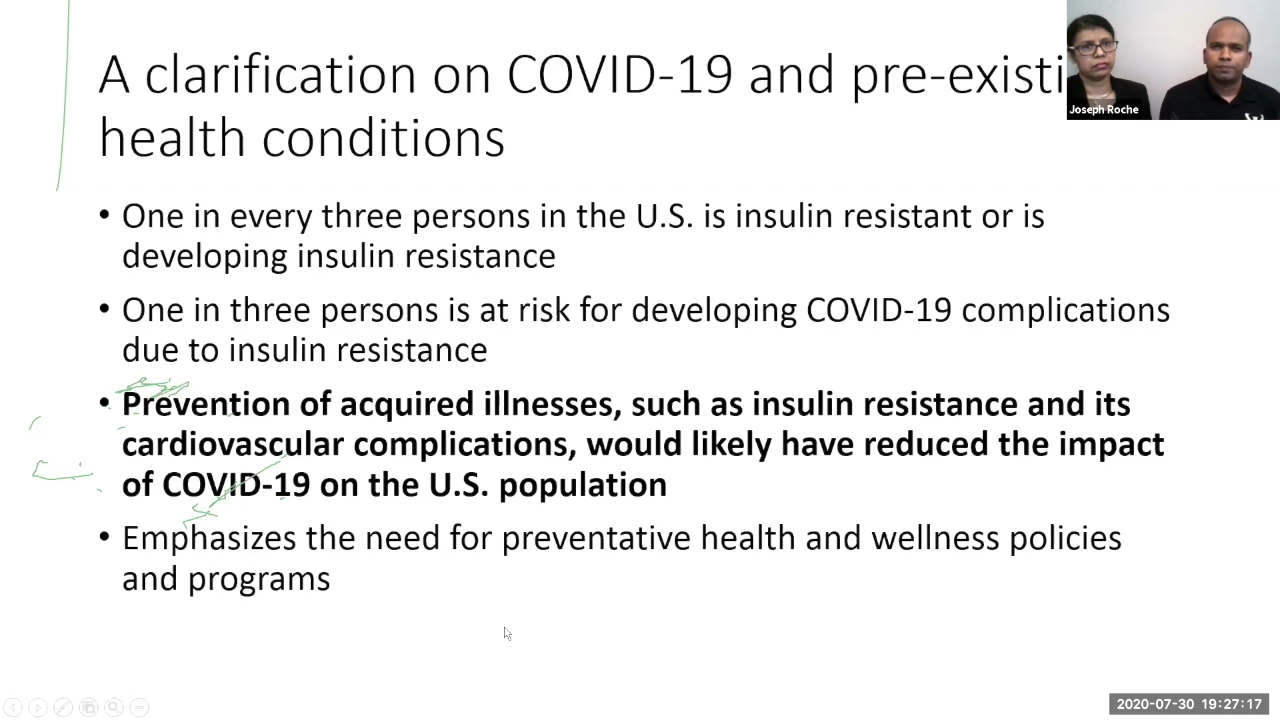 A clarification on COVID-19 and pre-existi
health conditions
Joseph Roche
• One in every three persons in the U.S. is insulin resistant or is
developing insulin resistance
• One in three persons is at risk for developing COVID-19 complications
due to insulin resistance
• Prevention of acquired illnesses, such as insulin resistance and its
cardiovascular complications, would likely have reduced the impact
of COVID-19 on the U.S. population
• Emphasizes the need for preventative health and wellness policies
and programs
2020-07-30 19:27:17